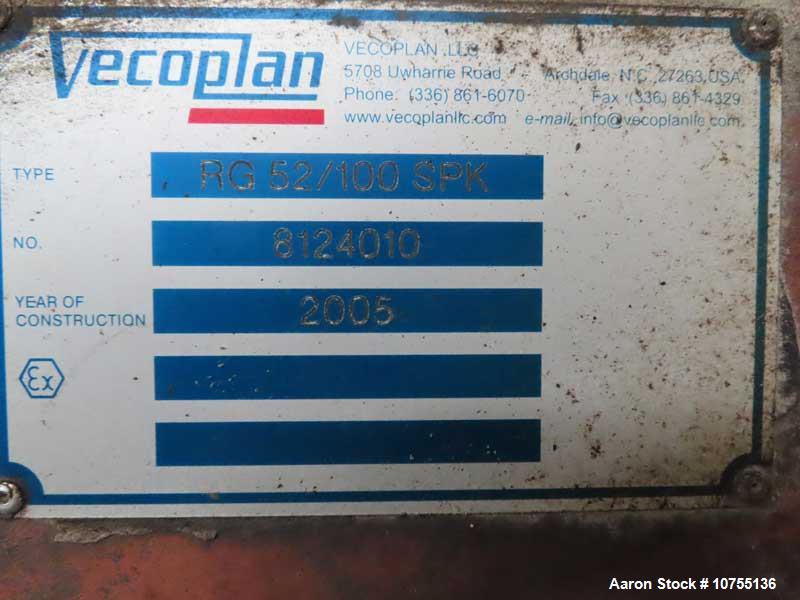 Vecoplan
VECOPLAN LLC
5708 Uwharrie Road Archdale, N.C. 27263,USA
Phone: (336) 861-6070 Fax (336) 861-4329
www.vecoplanllc.com e-mail: info@vecoplanllc.com
TYPE RG 52/100 SPK
NO. 8124010
YEAR OF
CONSTRUCTION 2005
Ex
Aaron Stock # 10755136